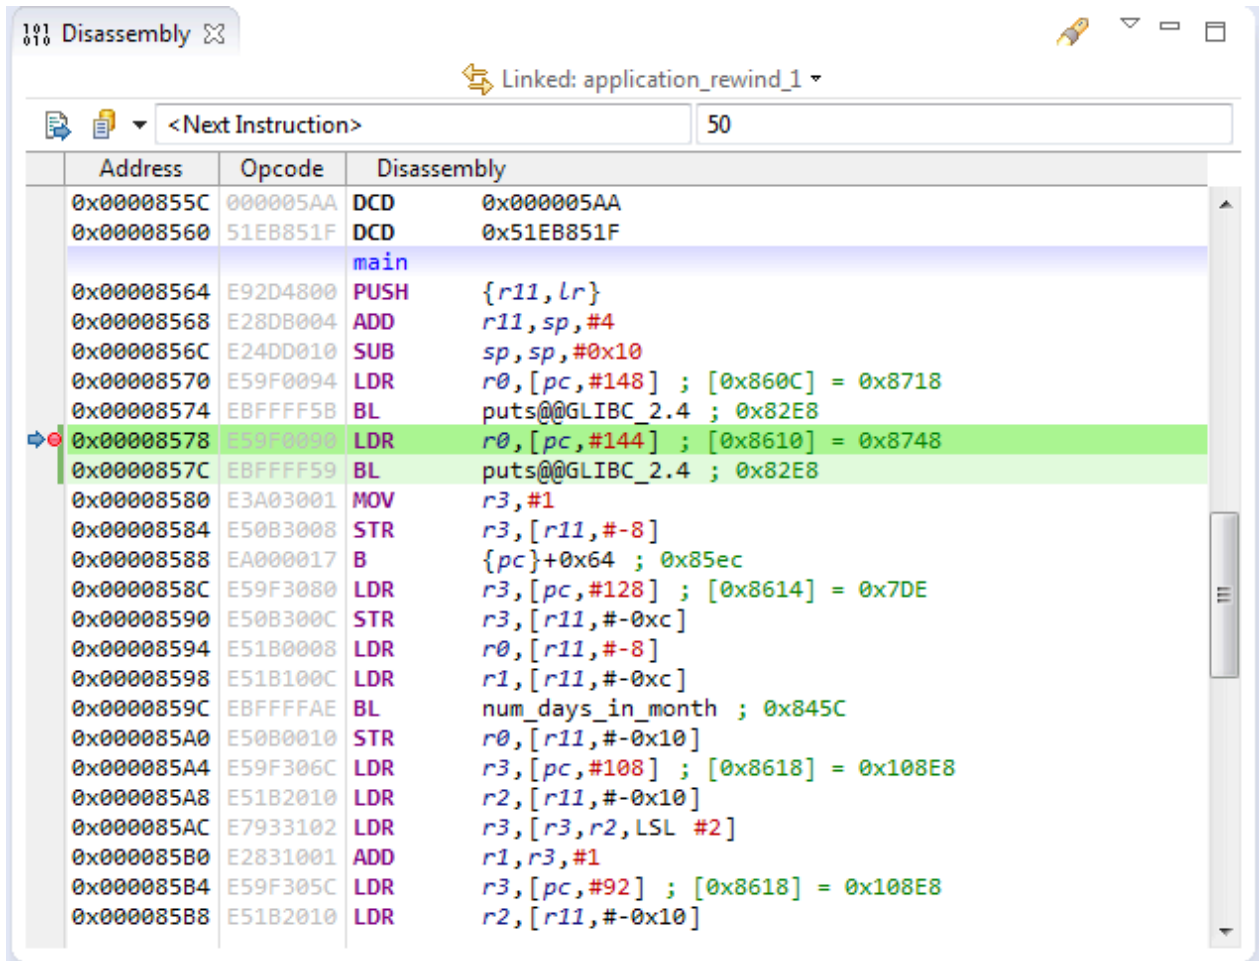 Disassembly
Linked: application_rewind_1
<Next Instruction> 50
Address Opcode Disassembly
0x0000855C 000005AA DCD 0x000005AA
0x00008560 51EB851F DCD 0x51EB851F
main
0x00008564 E92D4800 PUSH {r11,lr}
0x00008568 E28DB004 ADD r11,sp,#4
0x0000856C E24DD010 SUB sp,sp,#0x10
0x00008570 E59F0094 LDR r0,[pc,#148] ; [0x860C] = 0x8718
0x00008574 EBFFFF5B BL puts@@GLIBC_2.4 ; 0x82E8
0x00008578 E59F0090 LDR r0,[pc,#144] ; [0x8610] = 0x8748
0x0000857C EBFFFF59 BL puts@@GLIBC_2.4 ; 0x82E8
0x00008580 E3A03001 MOV r3,#1
0x00008584 E50B3008 STR r3,[r11,#-8]
0x00008588 EA000017 B {pc}+0x64 ; 0x85ec
0x0000858C E59F3080 LDR r3,[pc,#128] ; [0x8614] = 0x7DE
0x00008590 E50B300C STR r3,[r11,#-0xc]
0x00008594 E51B0008 LDR r0,[r11,#-8]
0x00008598 E51B100C LDR r1,[r11,#-0xc]
0x0000859C EBFFFFAE BL num_days_in_month ; 0x845C
0x000085A0 E50B0010 STR r0,[r11,#-0x10]
0x000085A4 E59F306C LDR r3,[pc,#108] ; [0x8618] = 0x108E8
0x000085A8 E51B2010 LDR r2,[r11,#-0x10]
0x000085AC E7933102 LDR r3,[r3,r2,LSL #2]
0x000085B0 E2831001 ADD r1,r3,#1
0x000085B4 E59F305C LDR r3,[pc,#92] ; [0x8618] = 0x108E8
0x000085B8 E51B2010 LDR r2,[r11,#-0x10]